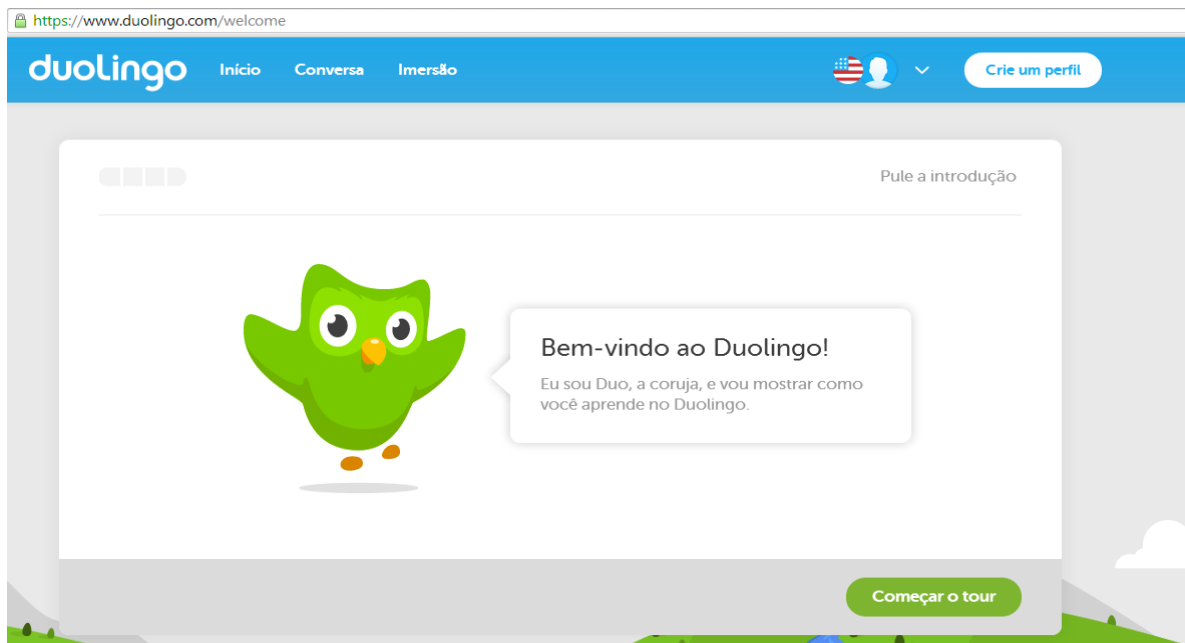 https://www.duolingo.com/welcome
duolingo Início Conversa Imersão Crie um perfil
Pule a introdução
Bem-vindo ao Duolingo!
Eu sou Duo, a coruja, e vou mostrar como
você aprende no Duolingo.
Começar o tour